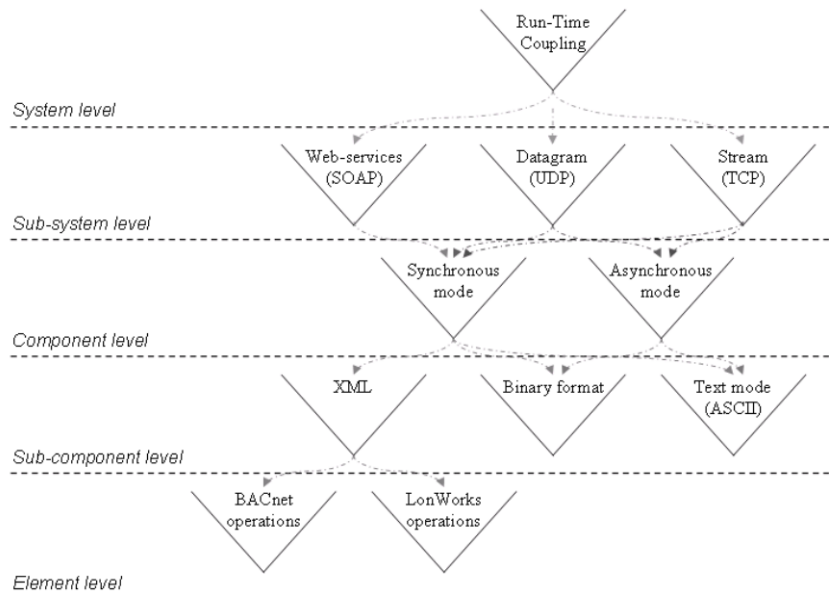 Run-Time
Coupling
System level
Web-services
(SOAP)
Datagram
(UDP)
Stream
(TCP)
Sub-system level
Synchronous
mode
Asynchronous
mode
Component level
XML
Binary format
Text mode
(ASCII)
Sub-component level
BACnet
operations
LonWorks
operations
Element level